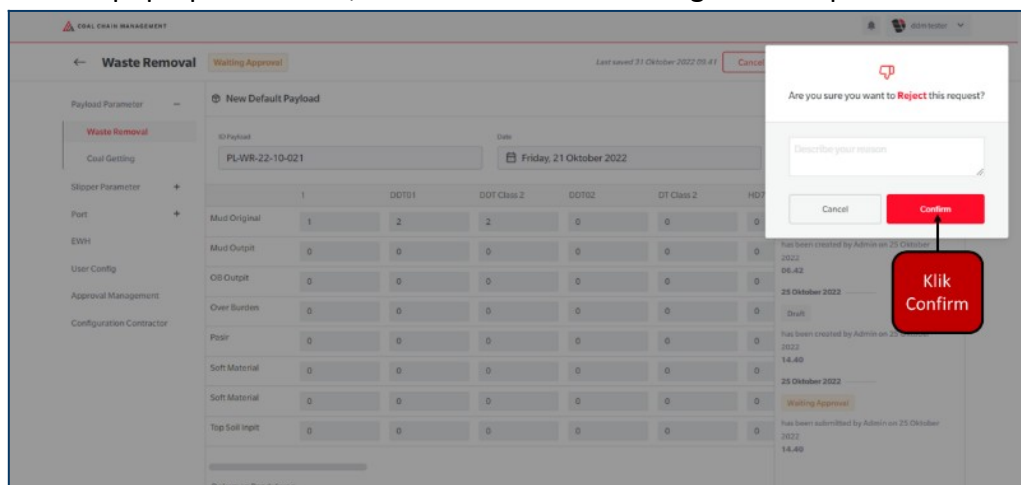 COAL CHAIN MANAGEMENT
ddm tester
← Waste Removal
Waiting Approval
Last saved 31 Oktober 2022 09.41
Cancel
Are you sure you want to Reject this request?
Describe your reason
Cancel
Confirm
Klik
Confirm
Payload Parameter −
Waste Removal
Coal Getting
Slipper Parameter +
Port +
EWH
User Config
Approval Management
Configuration Contractor
New Default Payload
ID Payload
PL-WR-22-10-021
Date
Friday, 21 Oktober 2022
1 DDT01 DDT Class 2 DDT02 DT Class 2 HD7
Mud Original 1 2 2 0 0 0
Mud Outpit 0 0 0 0 0 0
OB Outpit 0 0 0 0 0 0
Over Burden 0 0 0 0 0 0
Pasir 0 0 0 0 0 0
Soft Material 0 0 0 0 0 0
Soft Material 0 0 0 0 0 0
Top Soil Inpit 0 0 0 0 0 0
has been created by Admin on 25 Oktober
2022
06.42
25 Oktober 2022
Draft
has been created by Admin on 25 Oktober
2022
14.40
25 Oktober 2022
Waiting Approval
has been submitted by Admin on 25 Oktober
2022
14.40